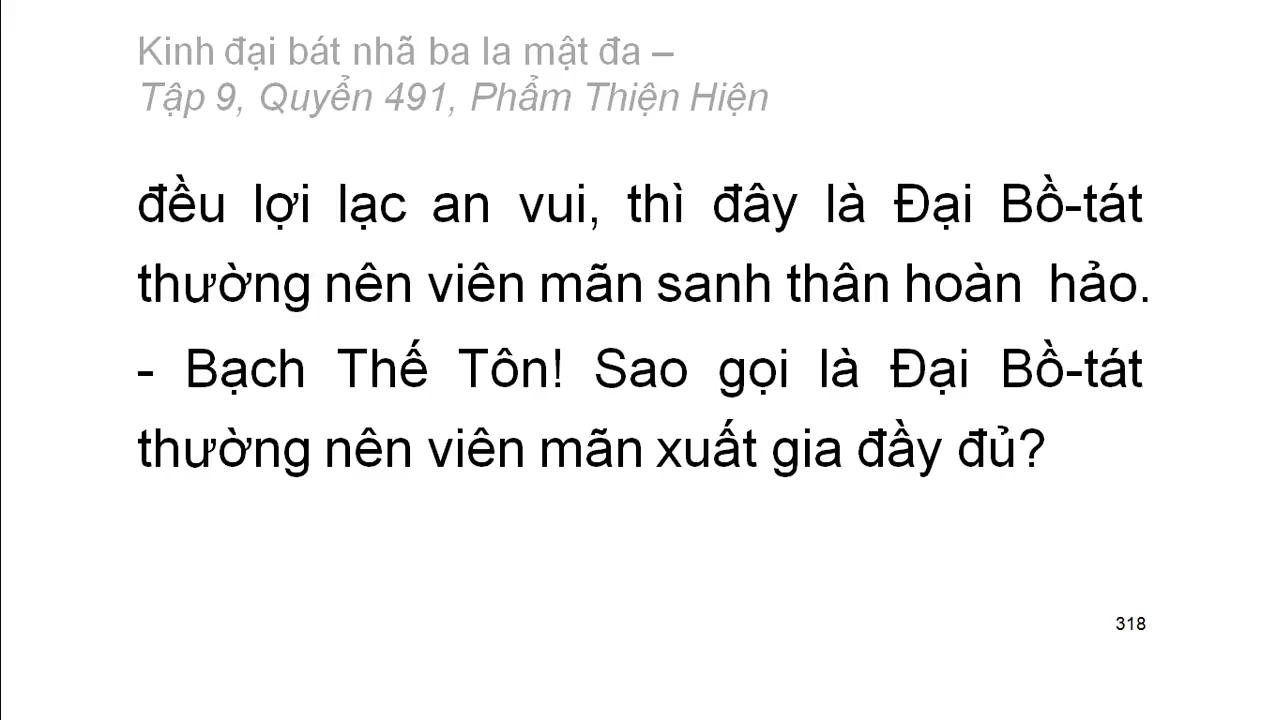 Kinh đại bát nhã ba la mật đa –
Tập 9, Quyển 491, Phẩm Thiện Hiện
đều lợi lạc an vui, thì đây là Đại Bồ-tát
thường nên viên mãn sanh thân hoàn hảo.
- Bạch Thế Tôn! Sao gọi là Đại Bồ-tát
thường nên viên mãn xuất gia đầy đủ?
318